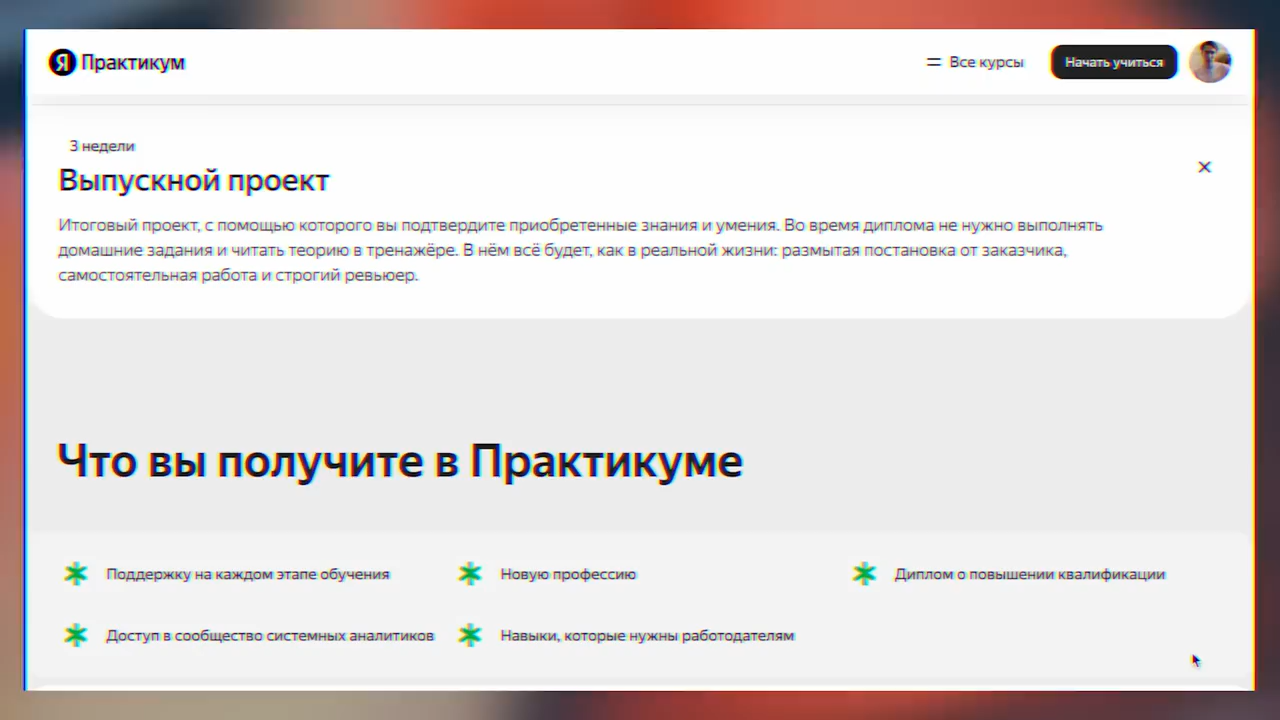 Я Практикум
Все курсы
Начать учиться
3 недели
Выпускной проект
Итоговый проект, с помощью которого вы подтвердите приобретенные знания и умения. Во время диплома не нужно выполнять
домашние задания и читать теорию в тренажёре. В нём всё будет, как в реальной жизни: размытая постановка от заказчика,
самостоятельная работа и строгий ревьюер.
Что вы получите в Практикуме
Поддержку на каждом этапе обучения
Новую профессию
Диплом о повышении квалификации
Доступ в сообщество системных аналитиков
Навыки, которые нужны работодателям